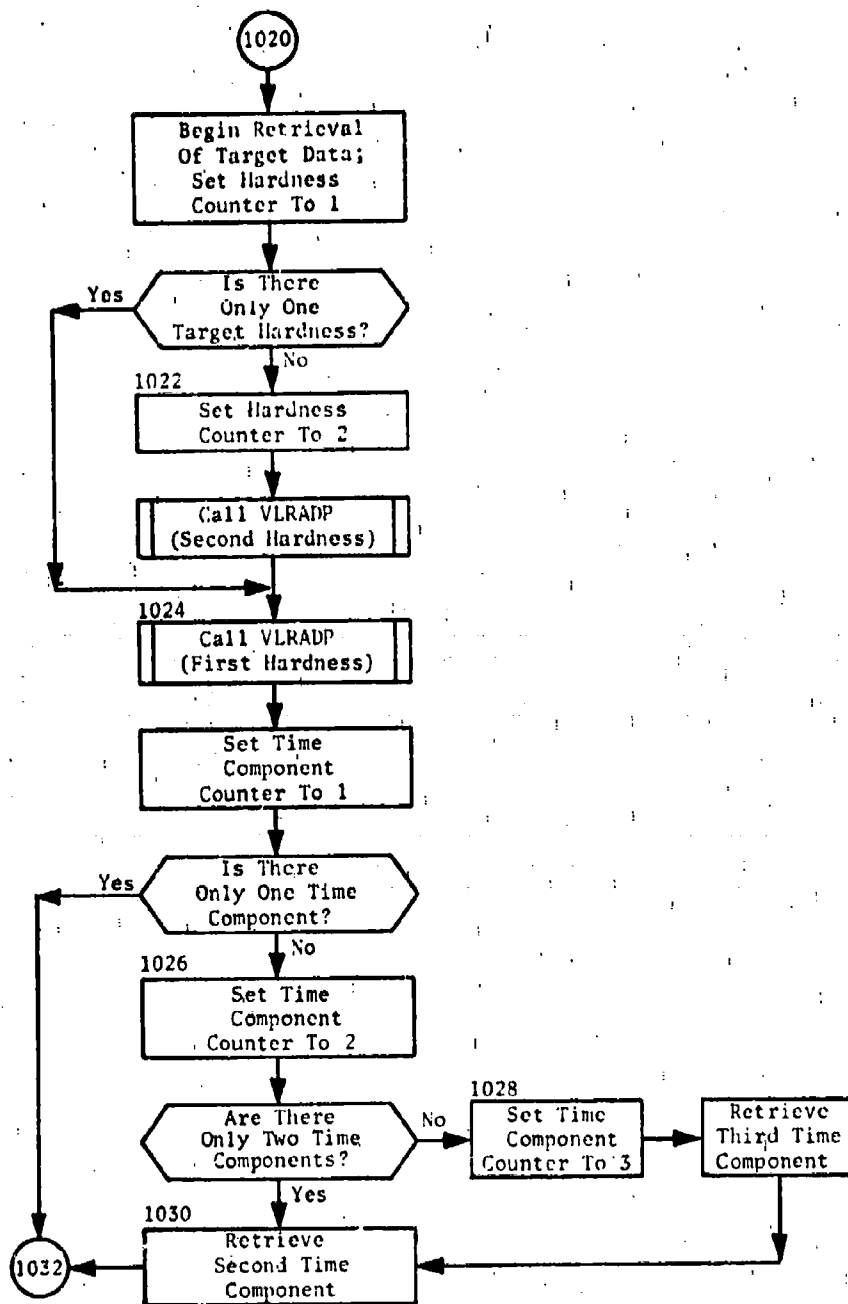 1020
Begin Retrieval
Of Target Data;
Set Hardness
Counter To 1
Is There
Only One
Target Hardness?
Yes
No
1022
Set Hardness
Counter To 2
Call VLRADP
(Second Hardness)
1024
Call VLRADP
(First Hardness)
Set Time
Component
Counter To 1
Is There
Only One Time
Component?
Yes
No
1026
Set Time
Component
Counter To 2
Are There
Only Two Time
Components?
No
Yes
1028
Set Time
Component
Counter To 3
Retrieve
Third Time
Component
1030
Retrieve
Second Time
Component
1032